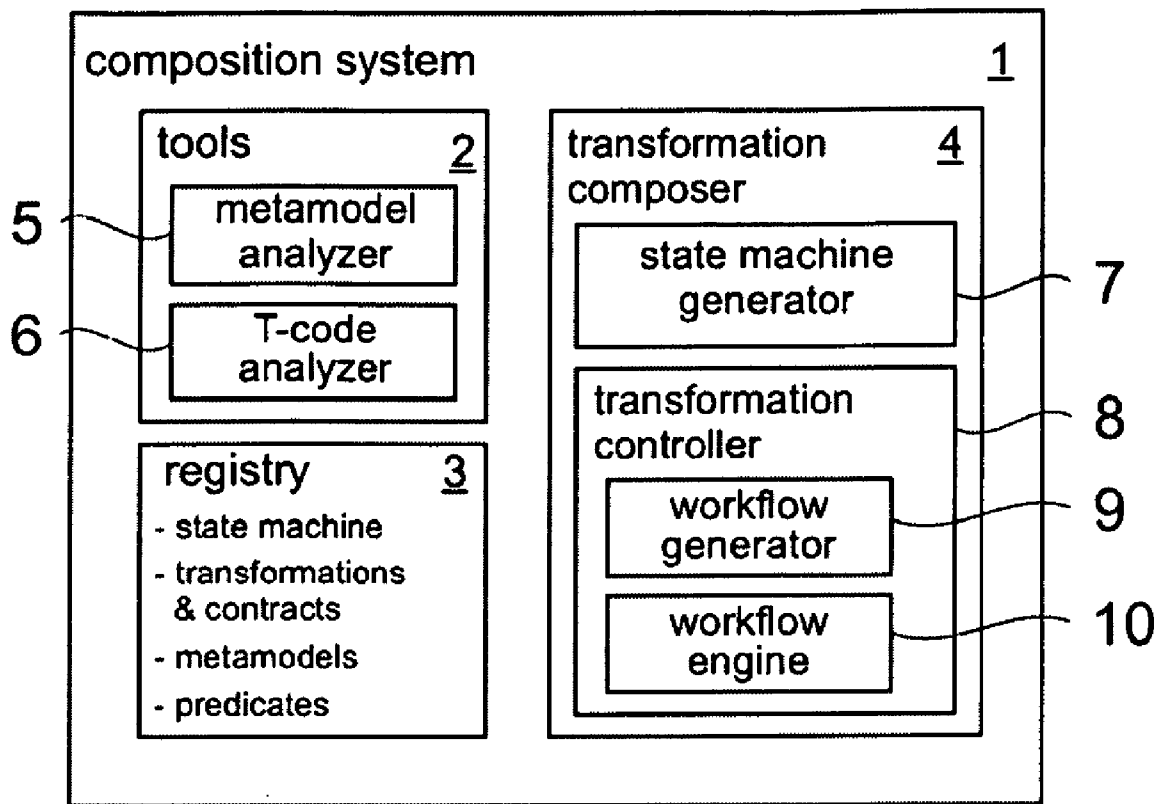 composition system
1
tools
2
metamodel
analyzer
5
T-code
analyzer
6
registry
3
- state machine
- transformations
& contracts
- metamodels
- predicates
transformation
composer
4
state machine
generator
7
transformation
controller
8
workflow
generator
9
workflow
engine
10